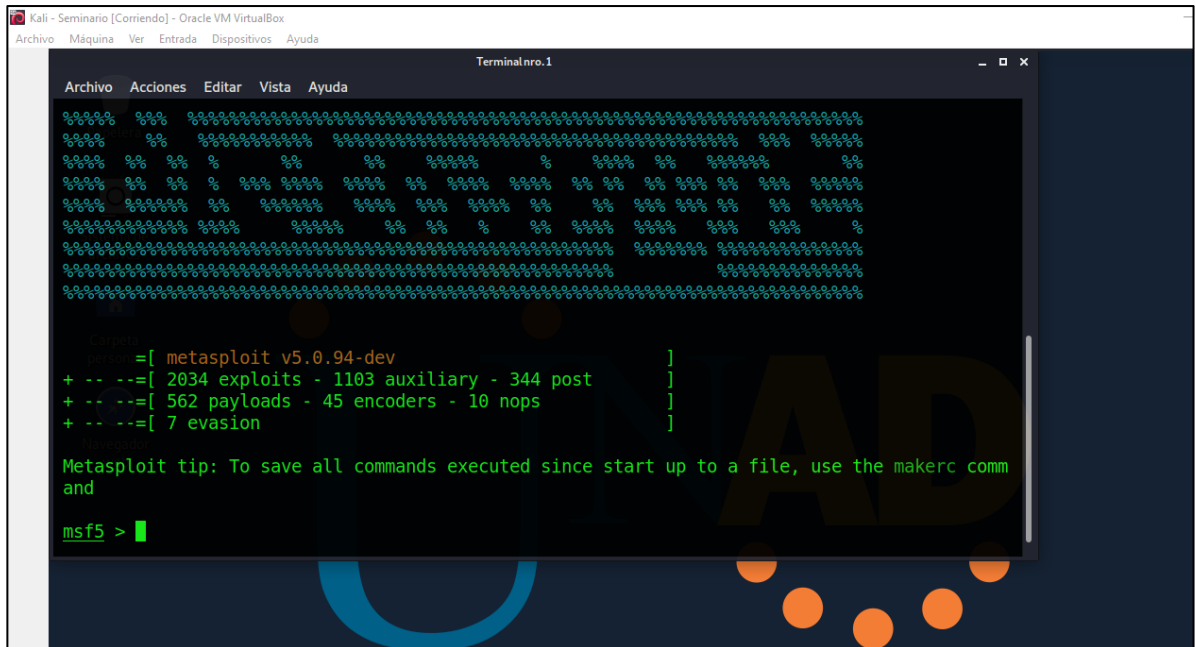 Kali - Seminario [Corriendo] - Oracle VM VirtualBox
Archivo Máquina Ver Entrada Dispositivos Ayuda
Terminal nro. 1
Archivo Acciones Editar Vista Ayuda
%%%%% %%% %%%%%%%%%%%%%%%%%%%%%%%%%%%%%%%%%%%%%%%%%%%%%%%%%%%%%%%%%%%%%%%%%
%%%% %% %%%%%%%%%%% %%%%%%%%%%%%%%%%%%%%%%%%%%%%%%%%%%%%%%% %%% %%%%%
%%%% %% %% % %% %% %%%%% % %%%% %% %%%%%% %%
%%%% %% %% % %%% %%%% %%%% %% %%%% %%%% %% %% %% %%% %% %%% %%%%%
%%%% %%%%%% %% %%%%%% %%%% %%% %%%% %% %% %%% %%% %% %% %%%%%
%%%%%%%%%%%% %%%% %%%%% %% %% % %% %%%% %%%% %%% %%% %
%%%%%%%%%%%%%%%%%%%%%%%%%%%%%%%%%%%%%%%%%%%%%%%%%%%%% %%%%%%% %%%%%%%%%%%%%%
%%%%%%%%%%%%%%%%%%%%%%%%%%%%%%%%%%%%%%%%%%%%%%%%%%%%% %%%%%%%%%%%%%%
%%%%%%%%%%%%%%%%%%%%%%%%%%%%%%%%%%%%%%%%%%%%%%%%%%%%%%%%%%%%%%%%%%%%%%%%%%%%%%%
Carpeta
=[ metasploit v5.0.94-dev ]
+ -- --=[ 2034 exploits - 1103 auxiliary - 344 post ]
+ -- --=[ 562 payloads - 45 encoders - 10 nops ]
+ -- --=[ 7 evasion ]
Navegador
Metasploit tip: To save all commands executed since start up to a file, use the makerc comm
and
msf5 >
UNAD